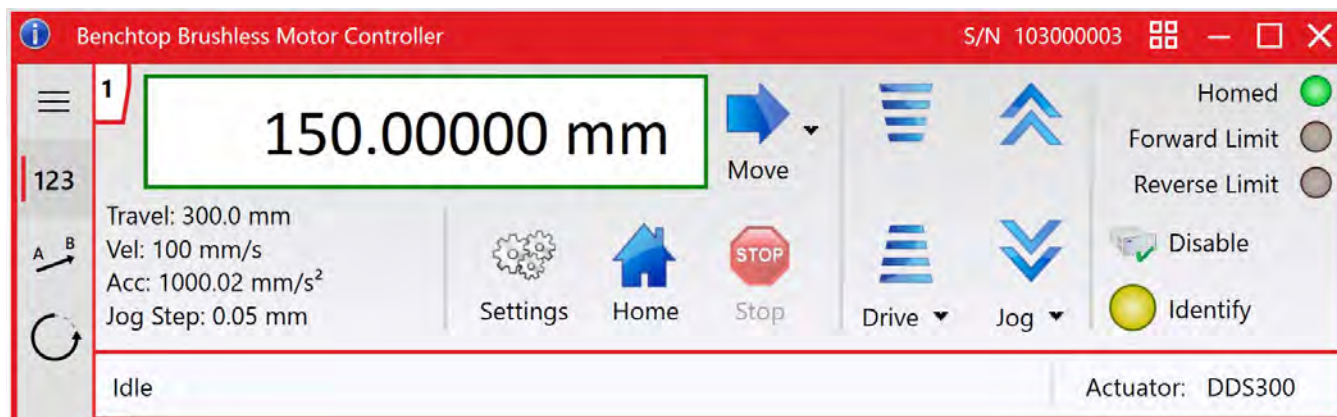 Benchtop Brushless Motor Controller
S/N 103000003
1
150.00000 mm
Move
Homed
Forward Limit
Reverse Limit
123
Travel: 300.0 mm
Vel: 100 mm/s
Acc: 1000.02 mm/s²
Jog Step: 0.05 mm
A B
Settings
Home
STOP
Stop
Drive
Jog
Disable
Identify
Idle
Actuator: DDS300